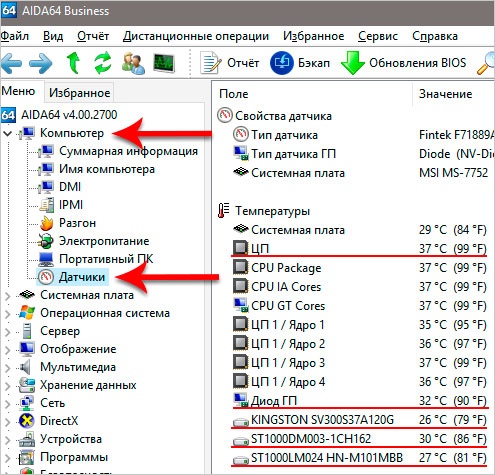 64 AIDA64 Business
Файл Вид Отчёт Дистанционные операции Избранное Сервис Справка
Отчёт Бэкап Обновления BIOS
Меню Избранное
64 AIDA64 v4.00.2700
Компьютер
Суммарная информация
Имя компьютера
DMI
IPMI
Разгон
Электропитание
Портативный ПК
Датчики
Системная плата
Операционная система
Сервер
Отображение
Мультимедиа
Хранение данных
Сеть
DirectX
Устройства
Программы
Безопасность
Поле Значение
Свойства датчика
Тип датчика Fintek F71889A
Тип датчика ГП Diode (NV-Dio
Системная плата MSI MS-7752
Температуры
Системная плата 29 °C (84 °F)
ЦП 37 °C (99 °F)
CPU Package 37 °C (99 °F)
CPU IA Cores 37 °C (99 °F)
CPU GT Cores 37 °C (99 °F)
ЦП 1 / Ядро 1 35 °C (95 °F)
ЦП 1 / Ядро 2 36 °C (97 °F)
ЦП 1 / Ядро 3 37 °C (99 °F)
ЦП 1 / Ядро 4 36 °C (97 °F)
Диод ГП 32 °C (90 °F)
KINGSTON SV300S37A120G 26 °C (79 °F)
ST1000DM003-1CH162 30 °C (86 °F)
ST1000LM024 HN-M101MBB 27 °C (81 °F)